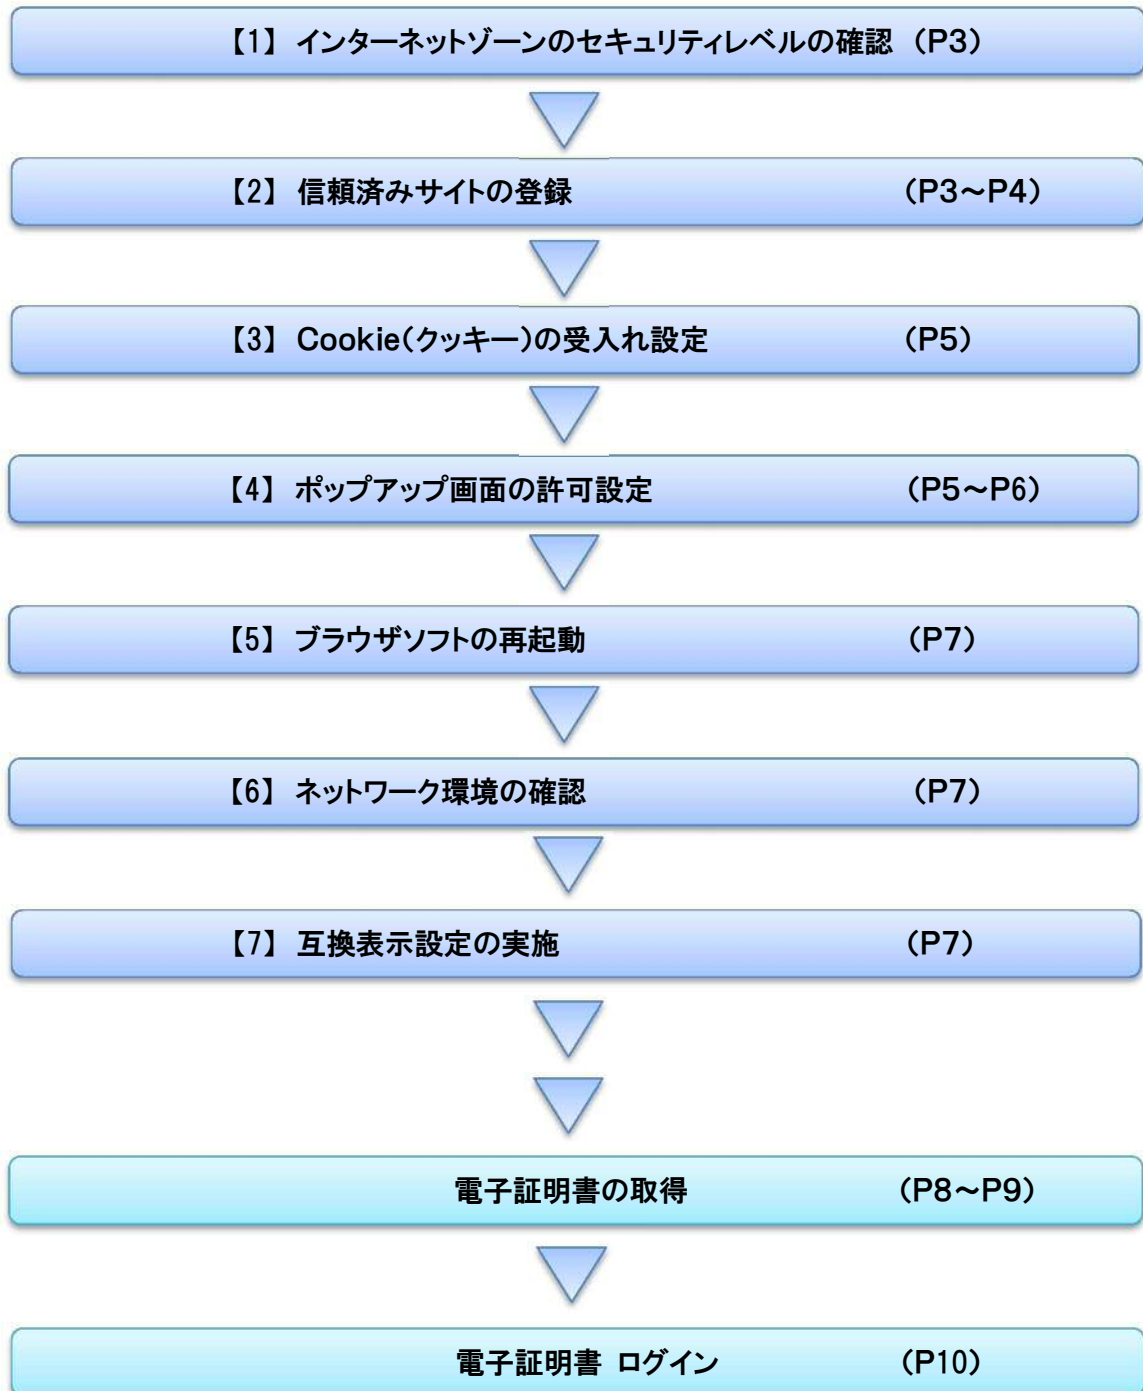 【1】 インターネットゾーンのセキュリティレベルの確認 (P3)
【2】 信頼済みサイトの登録 (P3～P4)
【3】 Cookie(クッキー)の受入れ設定 (P5)
【4】 ポップアップ画面の許可設定 (P5～P6)
【5】 ブラウザソフトの再起動 (P7)
【6】 ネットワーク環境の確認 (P7)
【7】 互換表示設定の実施 (P7)
電子証明書の取得 (P8～P9)
電子証明書 ログイン (P10)